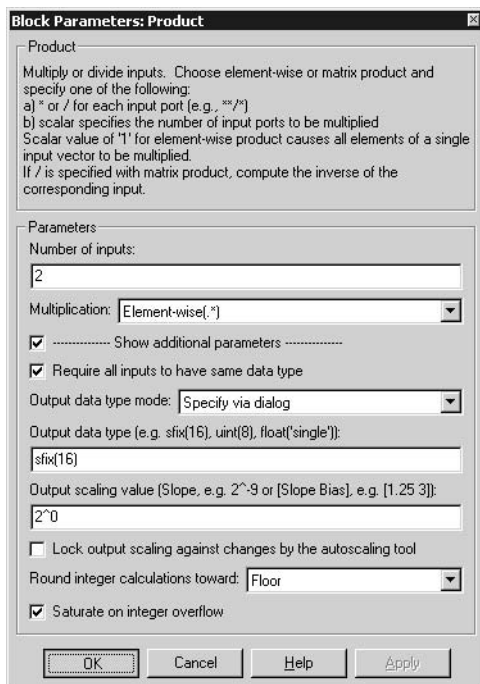 Block Parameters: Product
Product
Multiply or divide inputs. Choose element-wise or matrix product and
specify one of the following:
a) * or / for each input port (e.g., **/*)
b) scalar specifies the number of input ports to be multiplied
Scalar value of '1' for element-wise product causes all elements of a single
input vector to be multiplied.
If / is specified with matrix product, compute the inverse of the
corresponding input.
Parameters
Number of inputs:
2
Multiplication: Element-wise(.*)
--------------- Show additional parameters ---------------
Require all inputs to have same data type
Output data type mode: Specify via dialog
Output data type (e.g. sfix(16), uint(8), float('single')):
sfix(16)
Output scaling value (Slope, e.g. 2^-9 or [Slope Bias], e.g. [1.25 3]):
2^0
Lock output scaling against changes by the autoscaling tool
Round integer calculations toward: Floor
Saturate on integer overflow
OK Cancel Help Apply